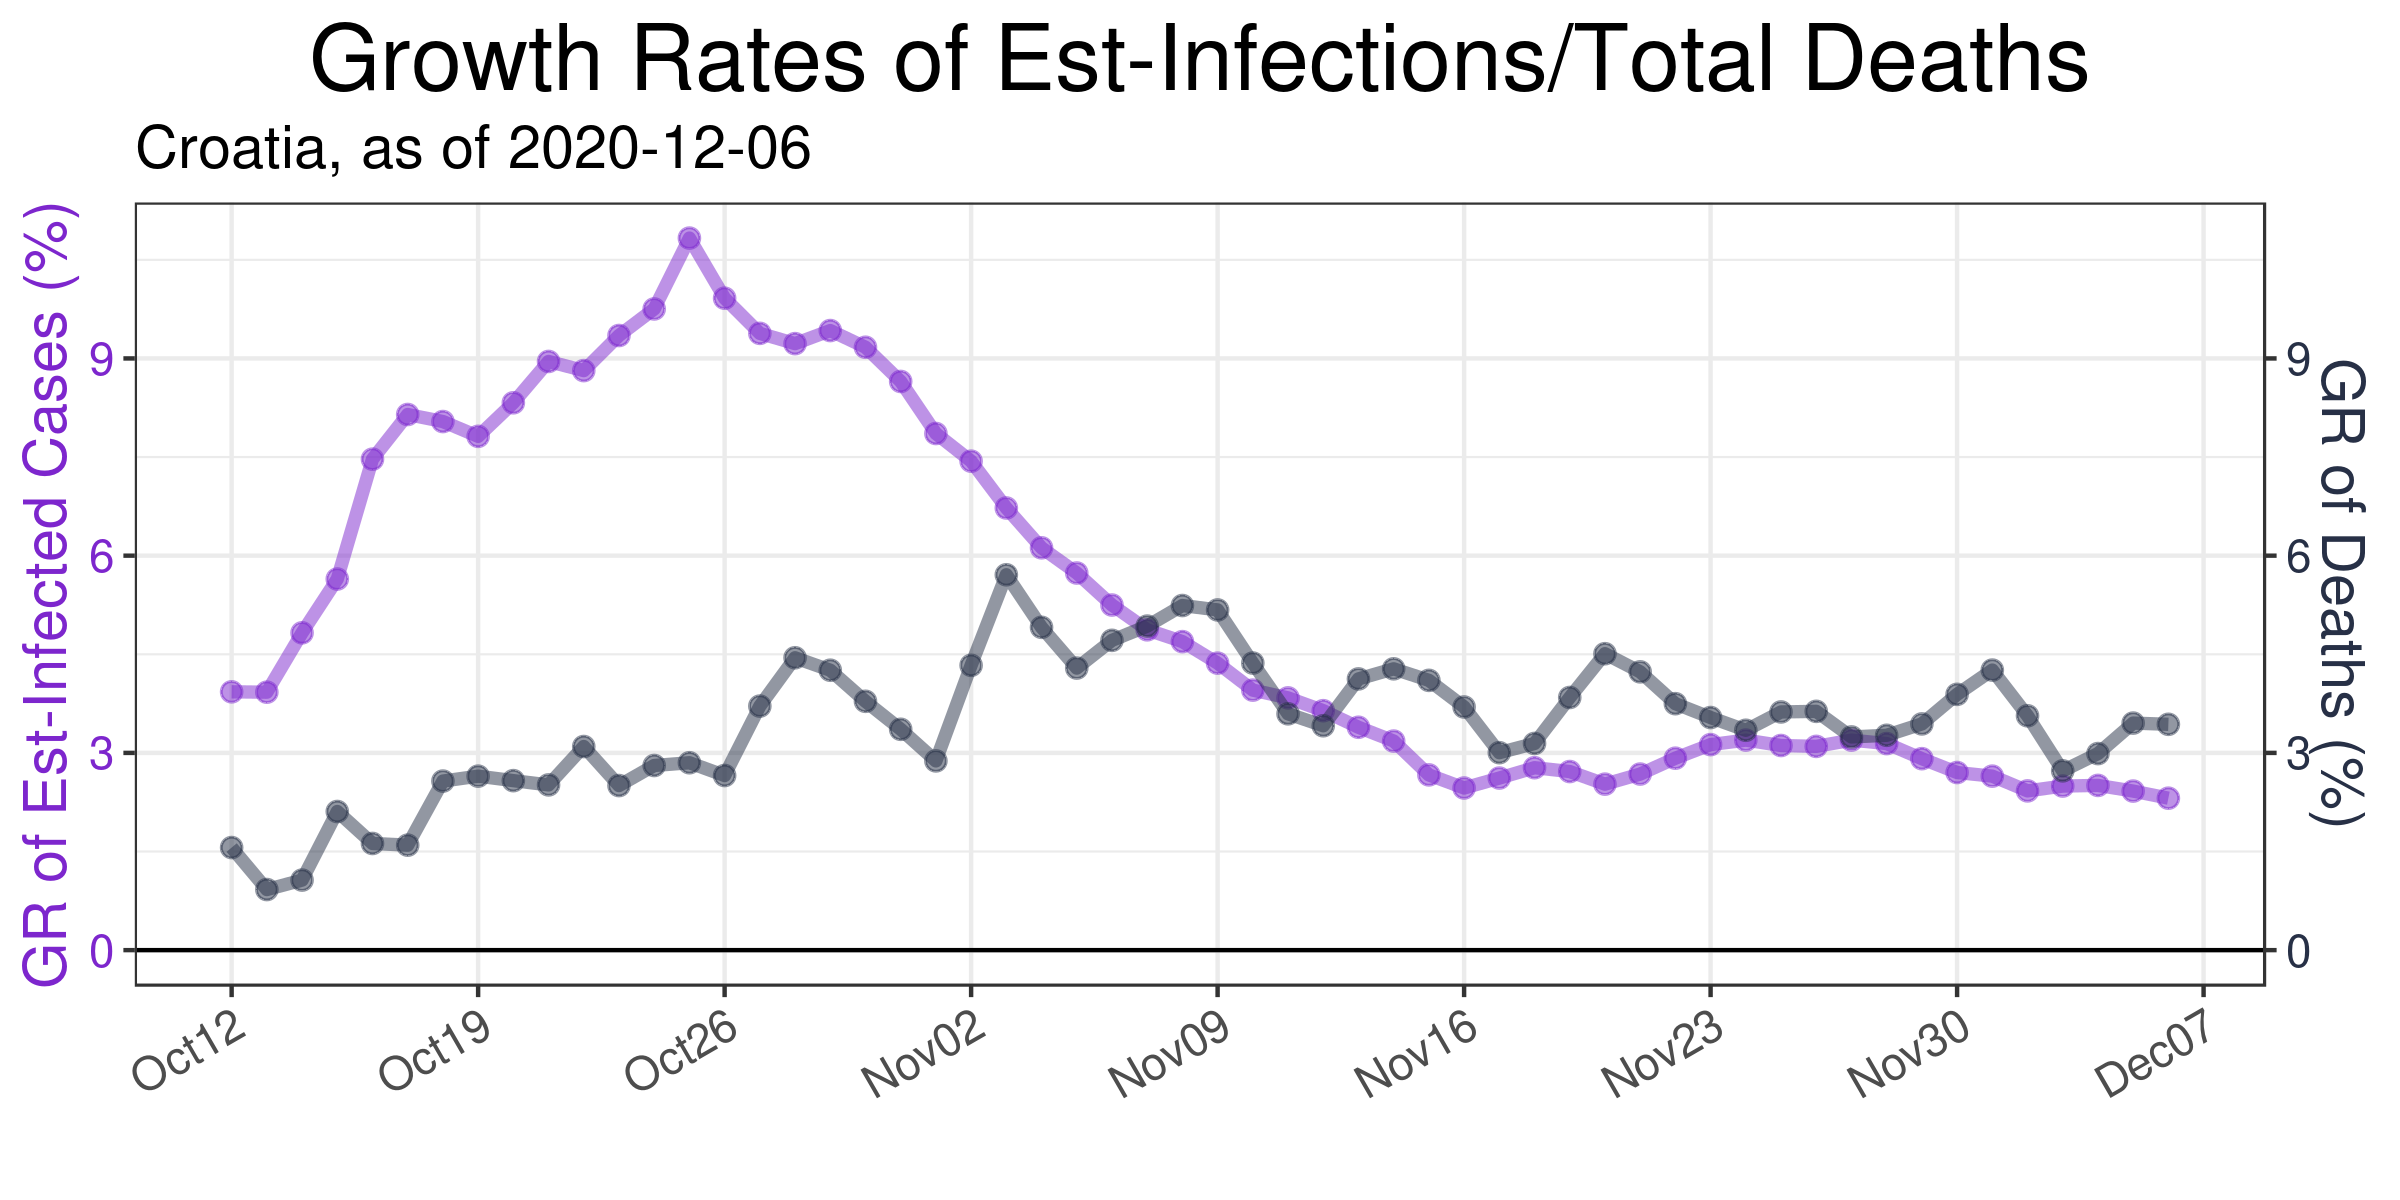 Growth Rates of Est-Infections/Total Deaths
Croatia, as of 2020-12-06
GR of Est-Infected Cases (%)
9
6
3
0
9
6
3
0
GR of Deaths (%)
Oct12
Oct19
Oct26
Nov02
Nov09
Nov16
Nov23
Nov30
Dec07